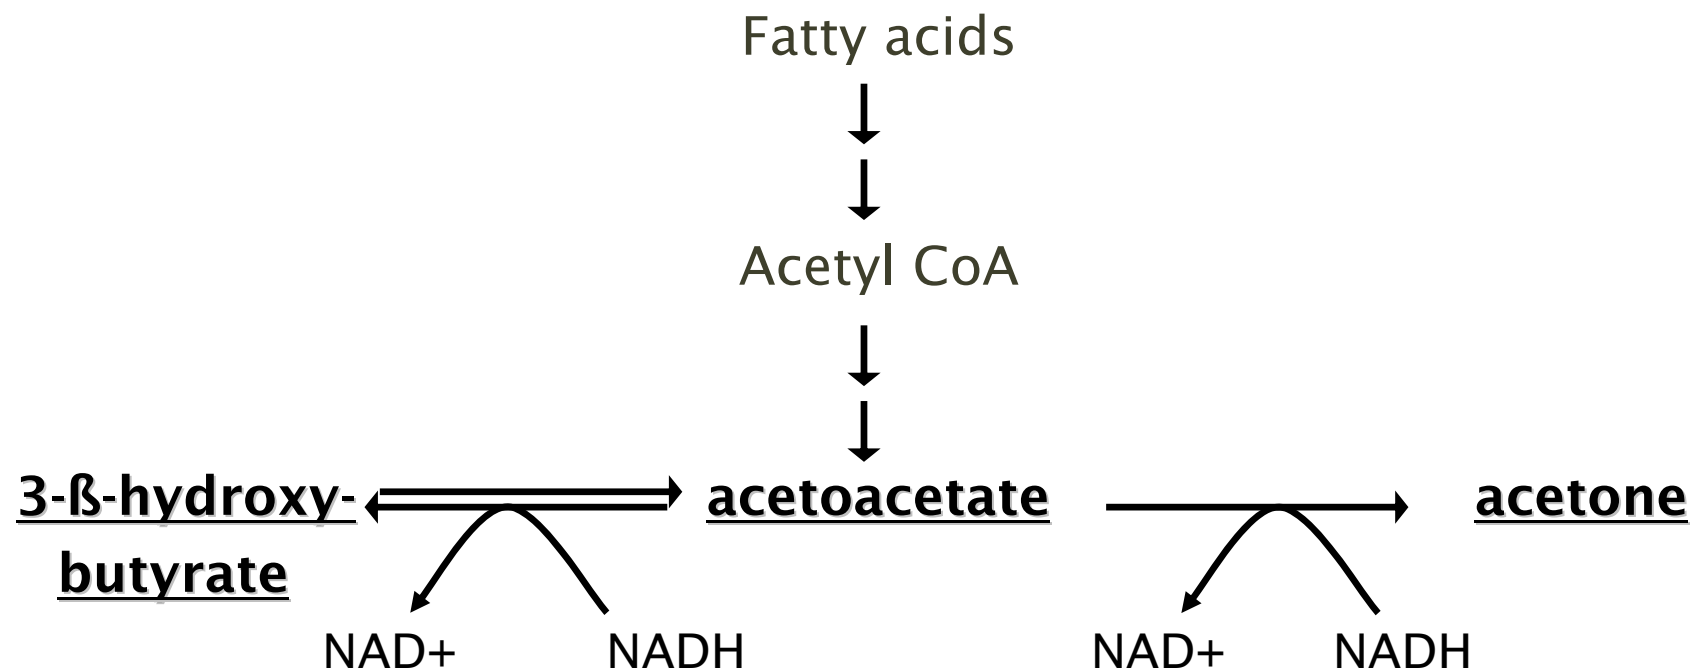 Fatty acids
Acetyl CoA
3-ß-hydroxy-
butyrate
acetoacetate
acetone
NAD+
NADH
NAD+
NADH